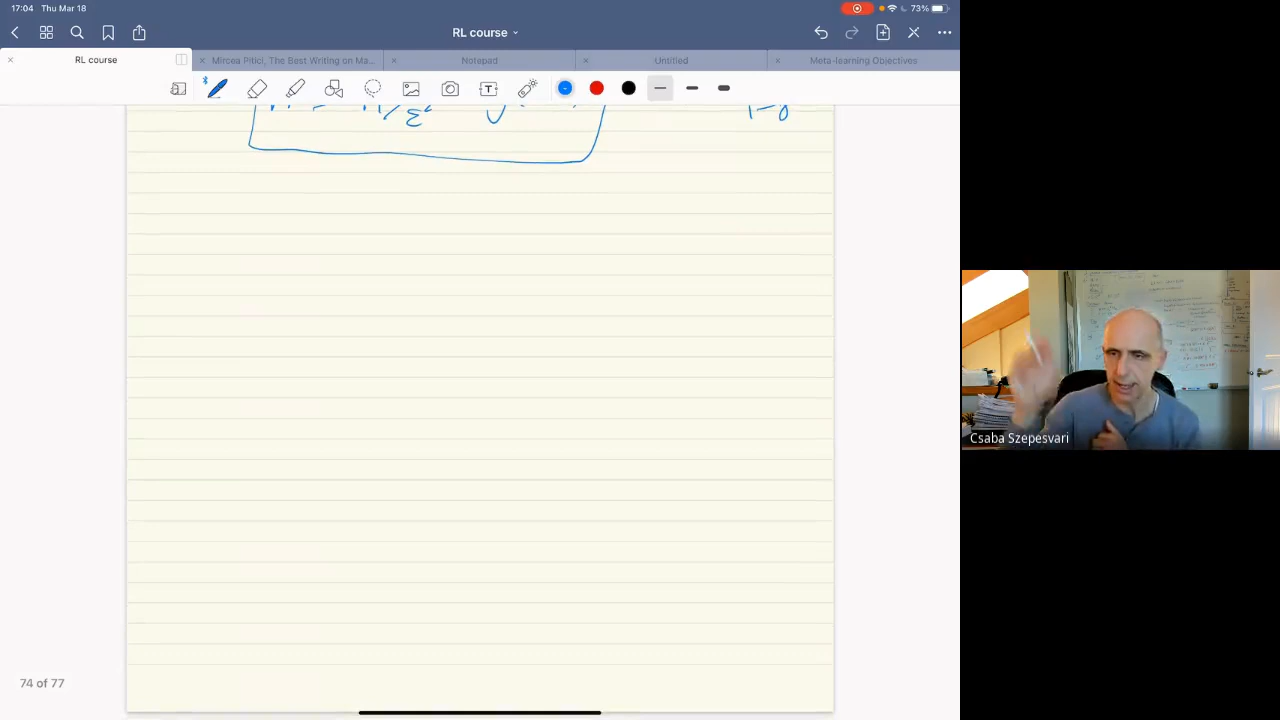 17:04 Thu Mar 18
73%
RL course
RL course
Mircea Pitici, The Best Writing on Ma...
Notepad
Untitled
Meta-learning Objectives
74 of 77
Csaba Szepesvari